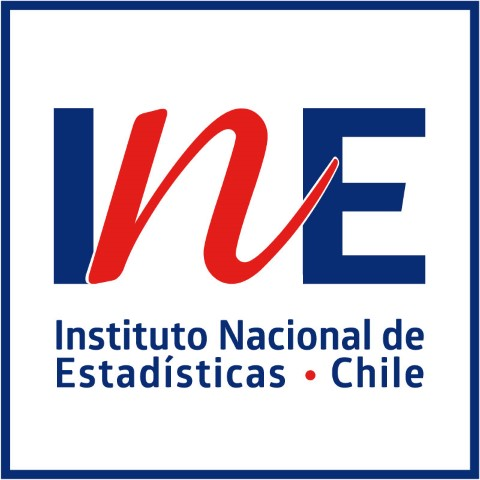 InE
Instituto Nacional de
Estadísticas • Chile